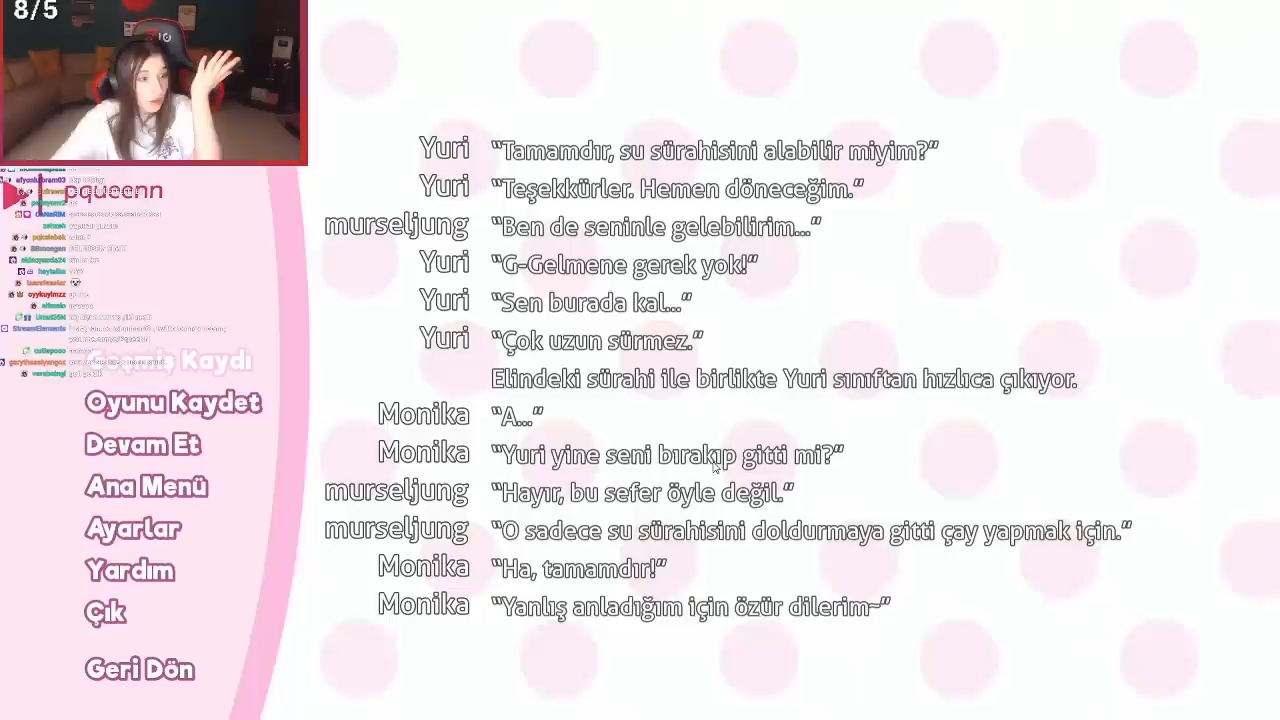 8/5
pqueenn
Geçmiş Kaydı
Oyunu Kaydet
Devam Et
Ana Menü
Ayarlar
Yardım
Çık
Geri Dön
Yuri "Tamamdır, su sürahisini alabilir miyim?"
Yuri "Teşekkürler. Hemen döneceğim."
murseljung "Ben de seninle gelebilirim..."
Yuri "G-Gelmene gerek yok!"
Yuri "Sen burada kal..."
Yuri "Çok uzun sürmez."
Elindeki sürahi ile birlikte Yuri sınıftan hızlıca çıkıyor.
Monika "A..."
Monika "Yuri yine seni bırakıp gitti mi?"
murseljung "Hayır, bu sefer öyle değil."
murseljung "O sadece su sürahisini doldurmaya gitti çay yapmak için."
Monika "Ha, tamamdır!"
Monika "Yanlış anladığım için özür dilerim~"